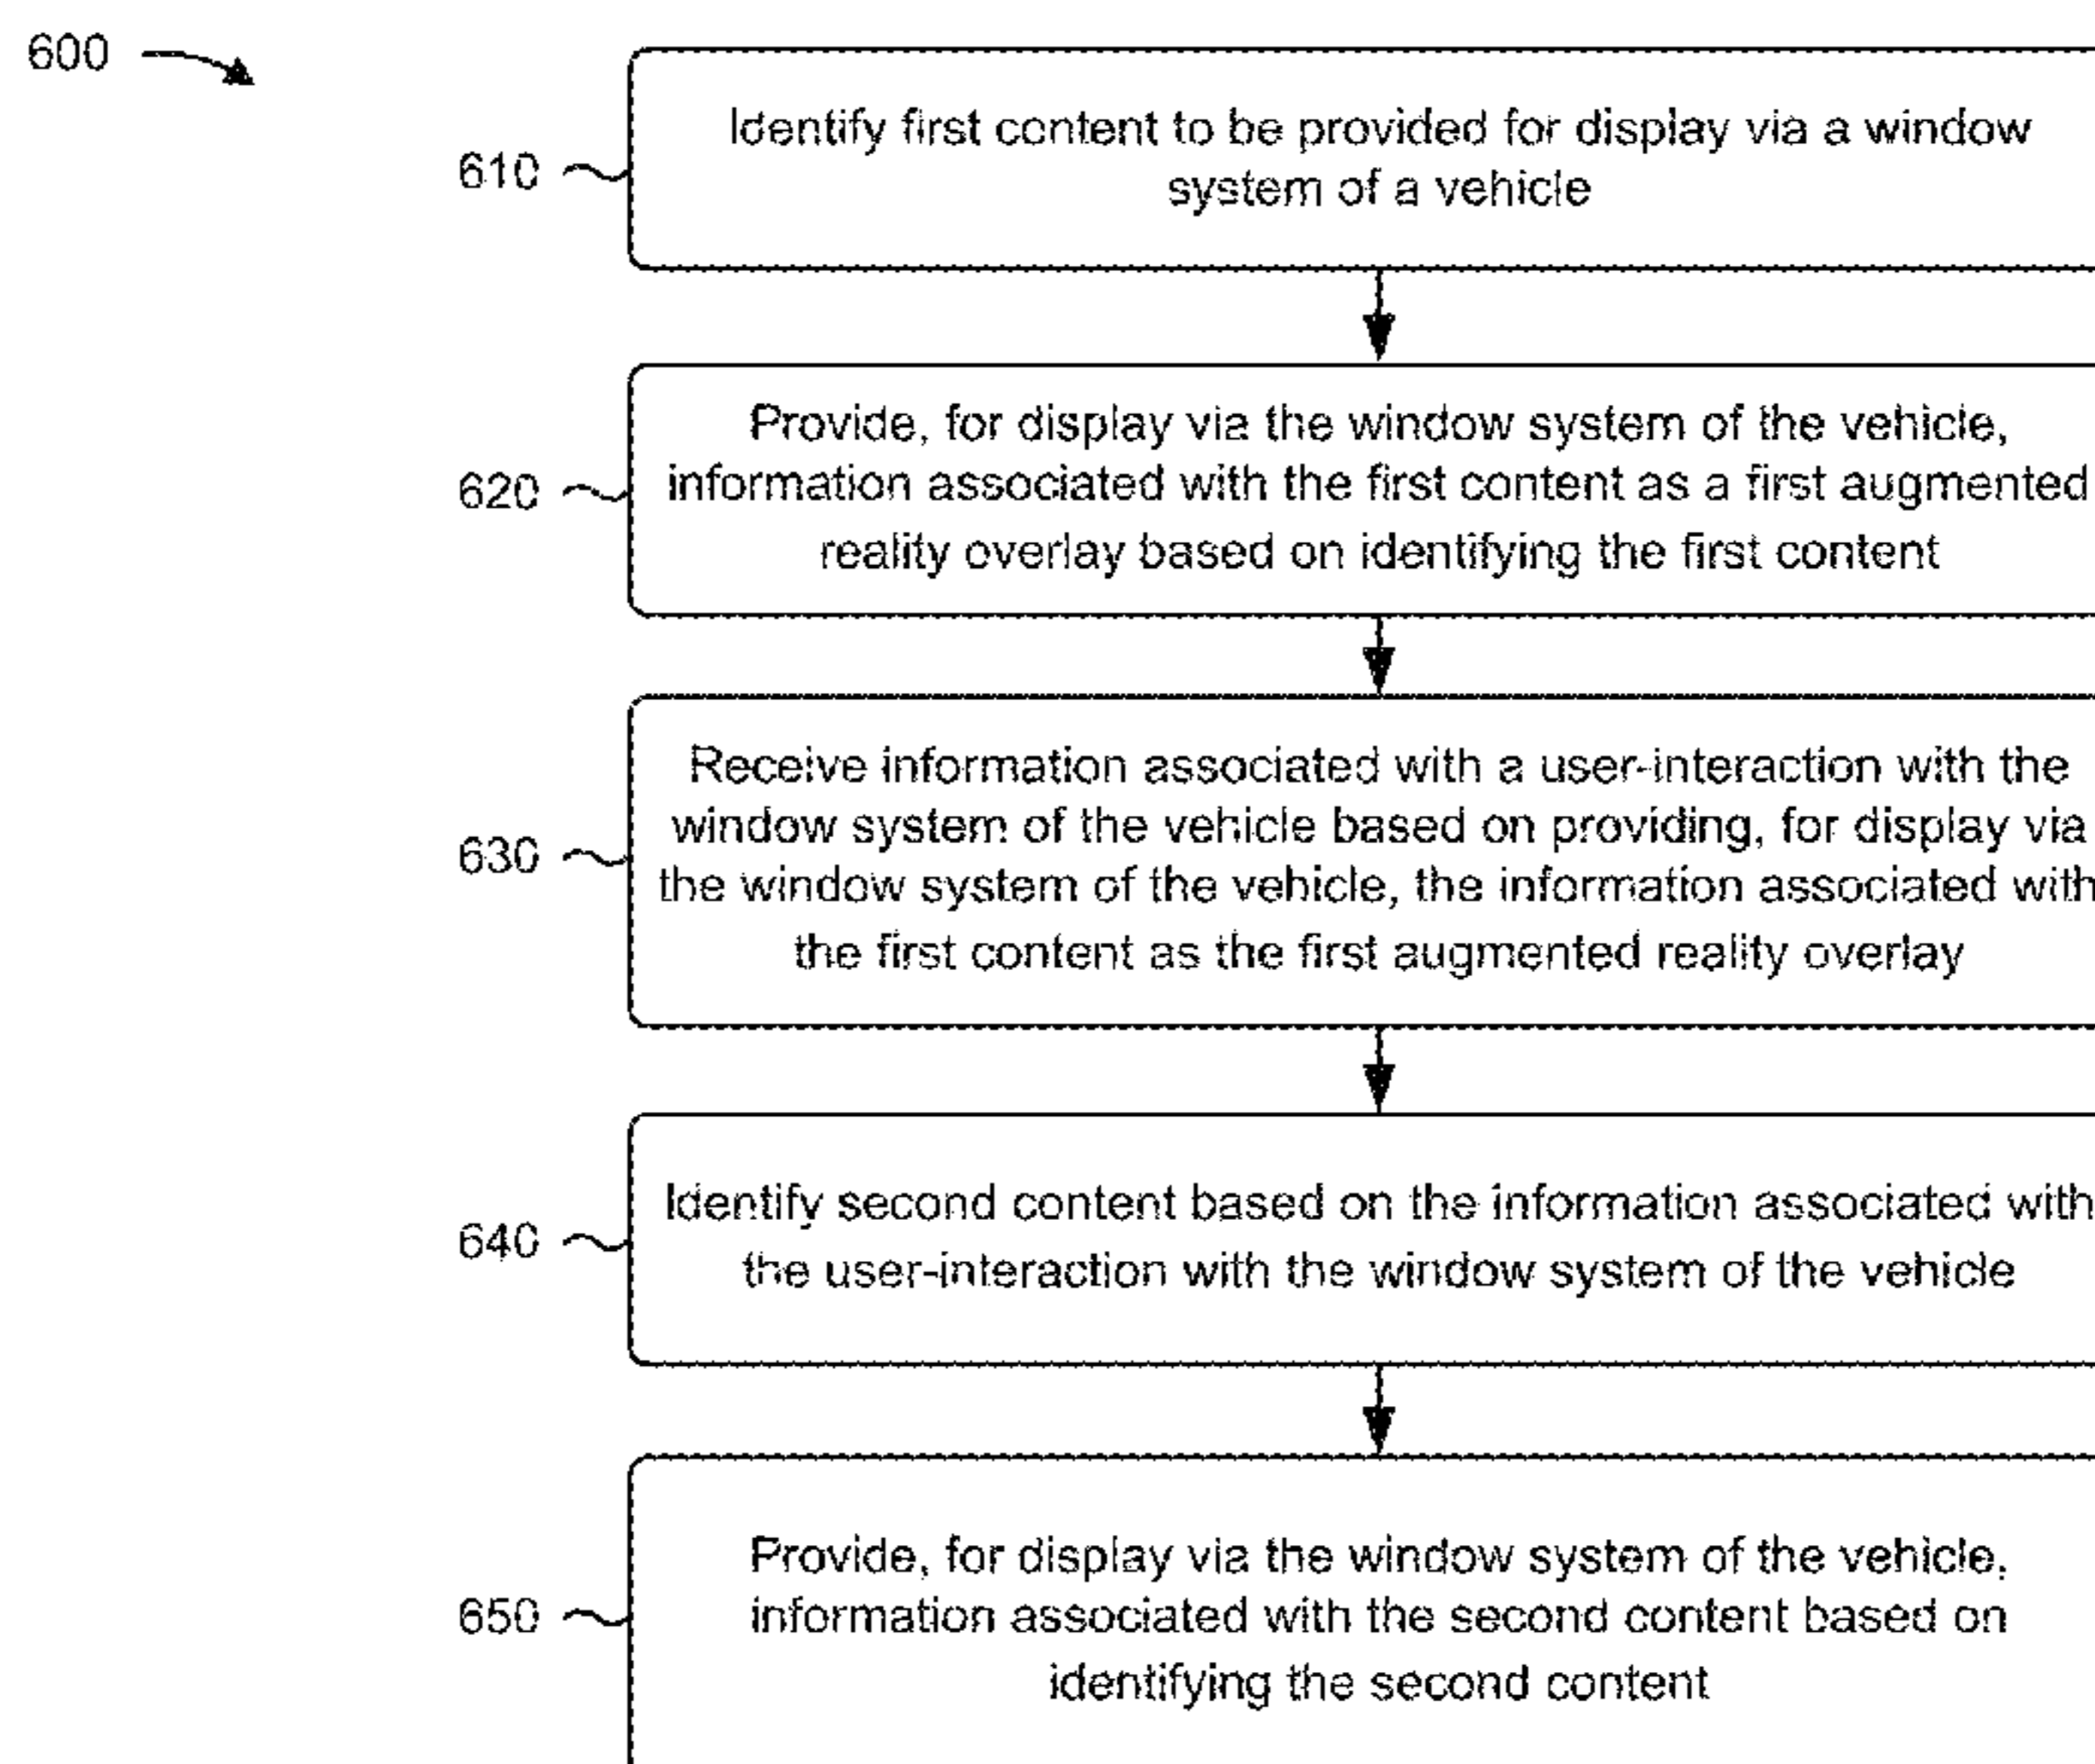 600
610
Identify first content to be provided for display via a window
system of a vehicle
620
Provide, for display via the window system of the vehicle,
information associated with the first content as a first augmented
reality overlay based on identifying the first content
630
Receive information associated with a user-interaction with the
window system of the vehicle based on providing, for display via
the window system of the vehicle, the information associated with
the first content as the first augmented reality overlay
640
Identify second content based on the information associated with
the user-interaction with the window system of the vehicle
650
Provide, for display via the window system of the vehicle,
information associated with the second content based on
identifying the second content